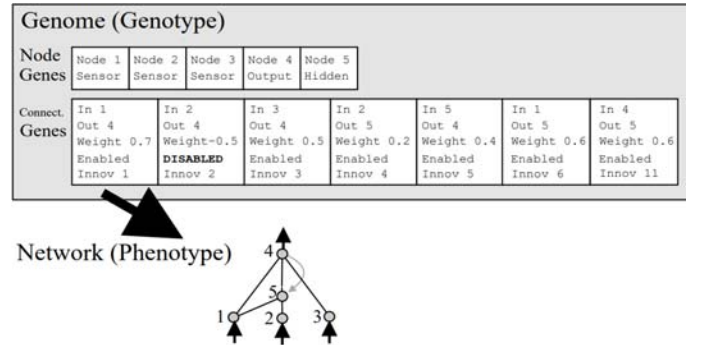 Genome (Genotype)
Node Genes
Node 1 Node 2 Node 3 Node 4 Node 5
Sensor Sensor Sensor Output Hidden
Connect. Genes
In 1 In 2 In 3 In 2 In 5 In 1 In 4
Out 4 Out 4 Out 4 Out 5 Out 4 Out 5 Out 5
Weight 0.7 Weight-0.5 Weight 0.5 Weight 0.2 Weight 0.4 Weight 0.6 Weight 0.6
Enabled DISABLED Enabled Enabled Enabled Enabled Enabled
Innov 1 Innov 2 Innov 3 Innov 4 Innov 5 Innov 6 Innov 11
Network (Phenotype)
4
5
1 2 3